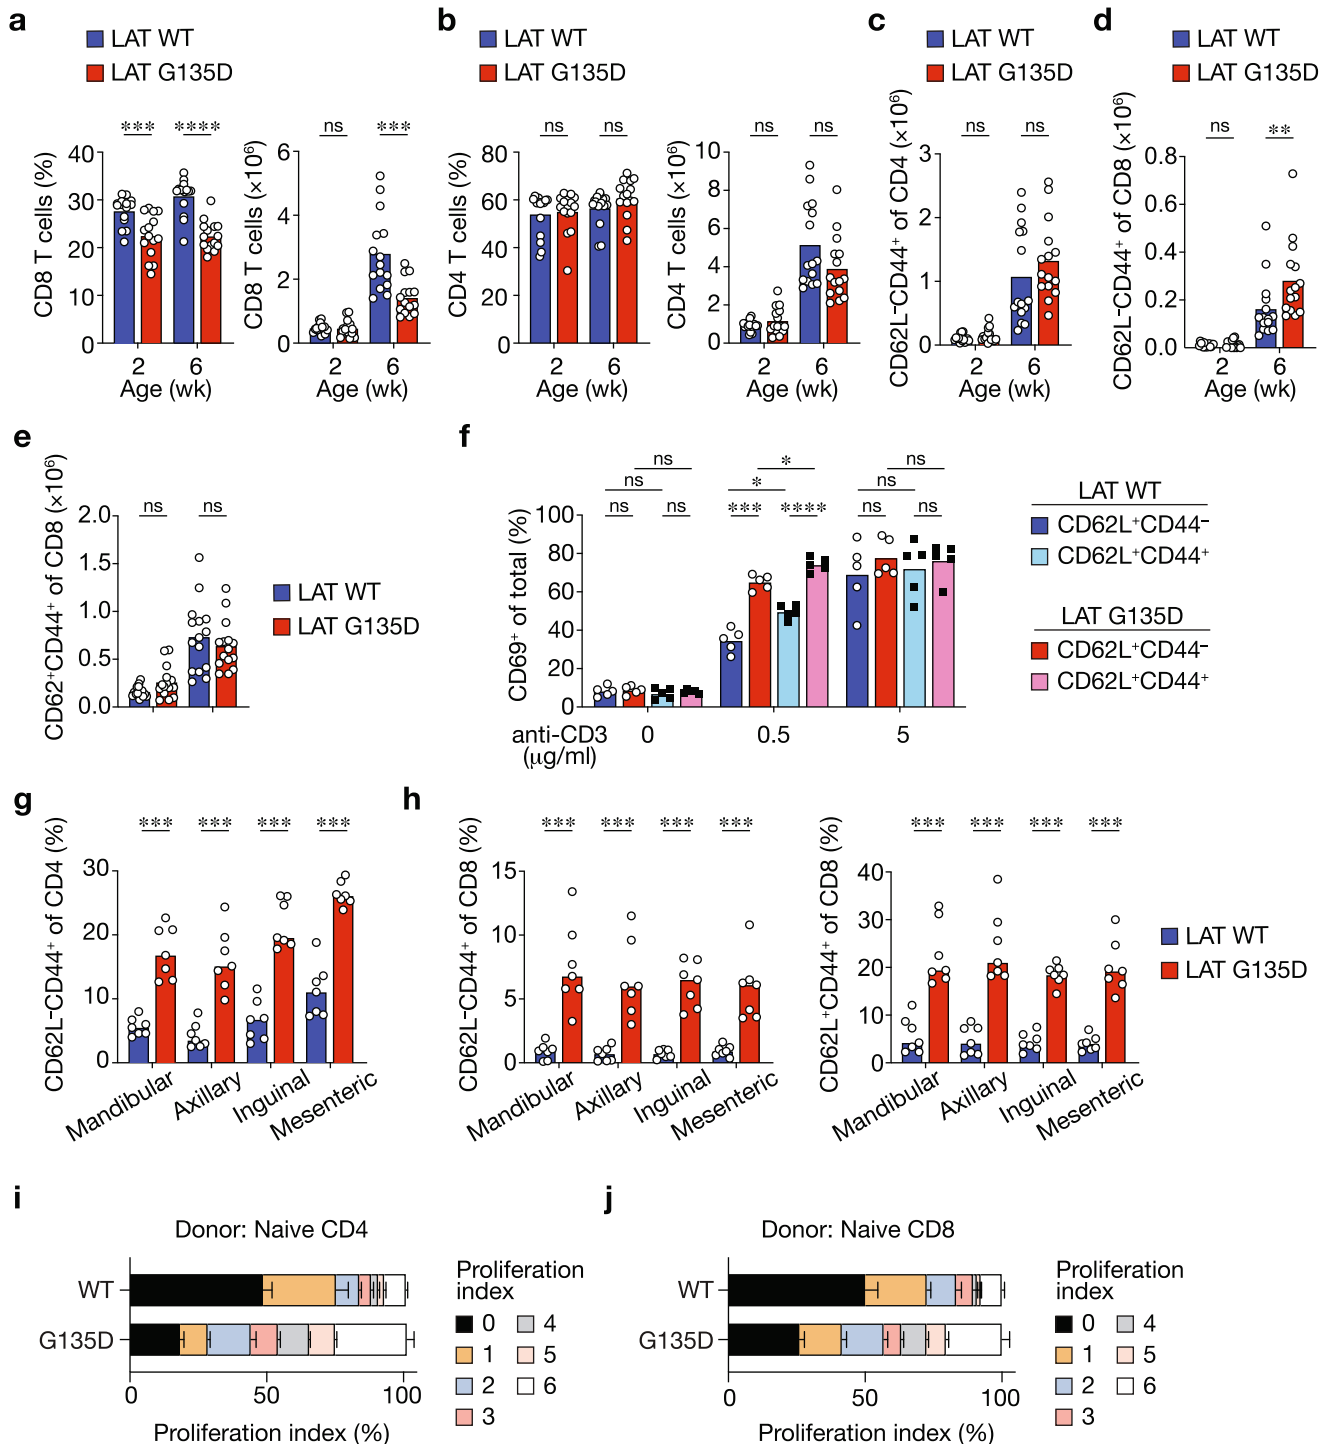 a
LAT WT
LAT G135D
*** ****
CD8 T cells (%)
40
30
20
10
0
2 6
Age (wk)
ns ***
CD8 T cells (×10⁶)
6
4
2
0
2 6
Age (wk)
b
LAT WT
LAT G135D
ns ns
CD4 T cells (%)
80
60
40
20
0
2 6
Age (wk)
ns ns
CD4 T cells (×10⁶)
10
8
6
4
2
0
2 6
Age (wk)
c
LAT WT
LAT G135D
ns ns
CD62L⁻CD44⁺ of CD4 (×10⁶)
3
2
1
0
2 6
Age (wk)
d
LAT WT
LAT G135D
ns **
CD62L⁻CD44⁺ of CD8 (×10⁶)
0.8
0.6
0.4
0.2
0.0
2 6
Age (wk)
e
ns ns
CD62⁺CD44⁺ of CD8 (×10⁶)
2.0
1.5
1.0
0.5
0.0
2 6
Age (wk)
LAT WT
LAT G135D
f
ns * ns
ns * ns
ns ns *** **** ns ns
CD69⁺ of total (%)
100
80
60
40
20
0
anti-CD3 0 0.5 5
(µg/ml)
LAT WT
CD62L⁺CD44⁻
CD62L⁺CD44⁺
LAT G135D
CD62L⁺CD44⁻
CD62L⁺CD44⁺
g
*** *** *** ***
CD62L⁻CD44⁺ of CD4 (%)
30
20
10
0
Mandibular Axillary Inguinal Mesenteric
h
*** *** *** ***
CD62L⁻CD44⁺ of CD8 (%)
15
10
5
0
Mandibular Axillary Inguinal Mesenteric
*** *** *** ***
CD62L⁺CD44⁺ of CD8 (%)
40
30
20
10
0
Mandibular Axillary Inguinal Mesenteric
LAT WT
LAT G135D
i
Donor: Naive CD4
WT
G135D
0 50 100
Proliferation index (%)
Proliferation
index
0 4
1 5
2 6
3
j
Donor: Naive CD8
WT
G135D
0 50 100
Proliferation index (%)
Proliferation
index
0 4
1 5
2 6
3